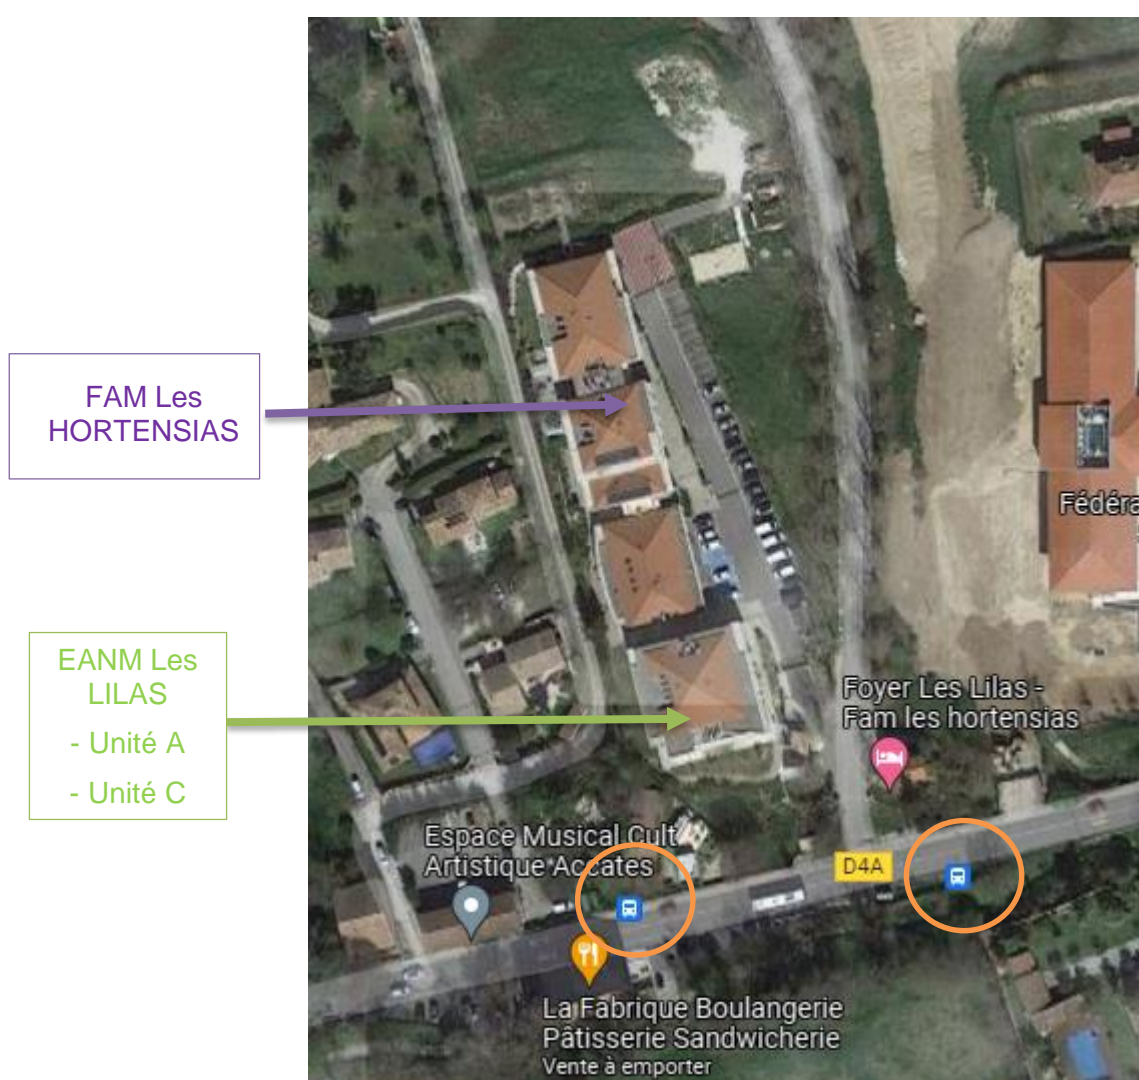 FAM Les
HORTENSIAS
EANM Les
LILAS
- Unité A
- Unité C
Fédéra
Foyer Les Lilas -
Fam les hortensias
Espace Musical Cult
Artistique Accates
D4A
La Fabrique Boulangerie
Pâtisserie Sandwicherie
Vente à emporter